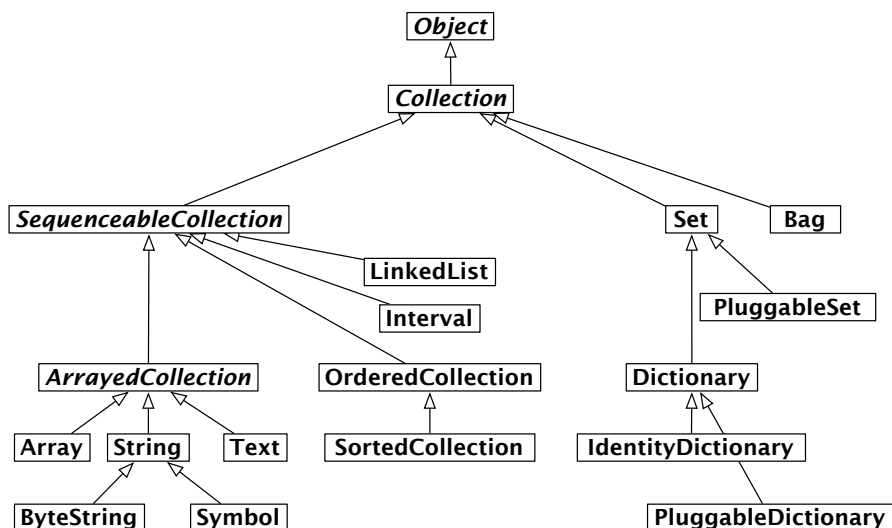 Object
Collection
SequenceableCollection
Set
Bag
LinkedList
PluggableSet
Interval
ArrayedCollection
OrderedCollection
Dictionary
Array
String
Text
SortedCollection
IdentityDictionary
ByteString
Symbol
PluggableDictionary